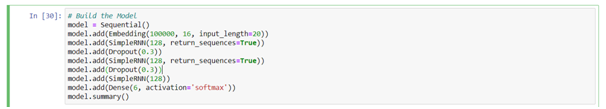 In [30]: # Build the Model
model = Sequential()
model.add(Embedding(100000, 16, input_length=20))
model.add(SimpleRNN(128, return_sequences=True))
model.add(Dropout(0.3))
model.add(SimpleRNN(128, return_sequences=True))
model.add(Dropout(0.3))
model.add(SimpleRNN(128))
model.add(Dense(6, activation='softmax'))
model.summary()